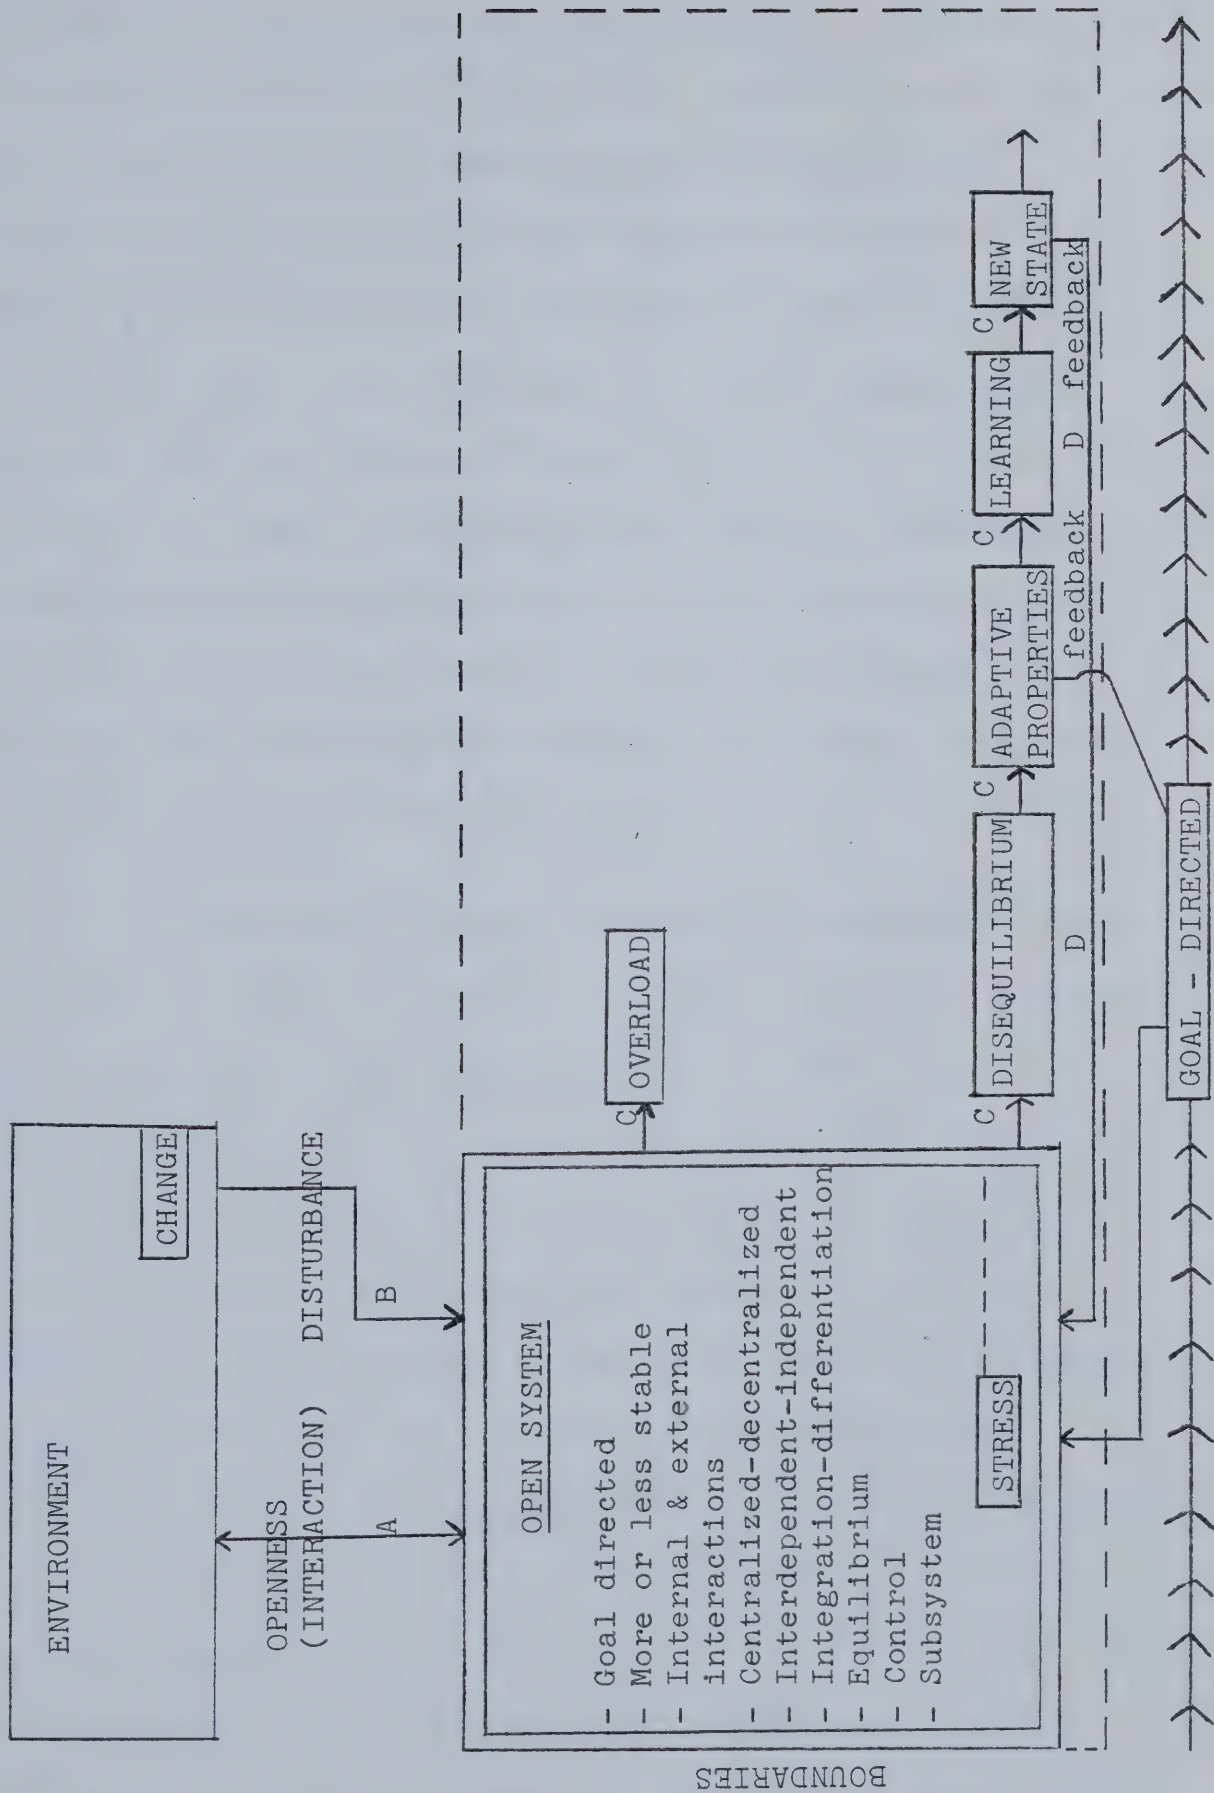 ENVIRONMENT
CHANGE
OPENNESS
(INTERACTION)
DISTURBANCE
A
B
BOUNDARIES
OPEN SYSTEM
- Goal directed
- More or less stable
- Internal & external
interactions
- Centralized-decentralized
- Interdependent-independent
- Integration-differentiation
- Equilibrium
- Control
- Subsystem
STRESS
C
OVERLOAD
C
DISEQUILIBRIUM
C
ADAPTIVE
PROPERTIES
C
LEARNING
C
NEW
STATE
D
feedback
D
feedback
GOAL - DIRECTED